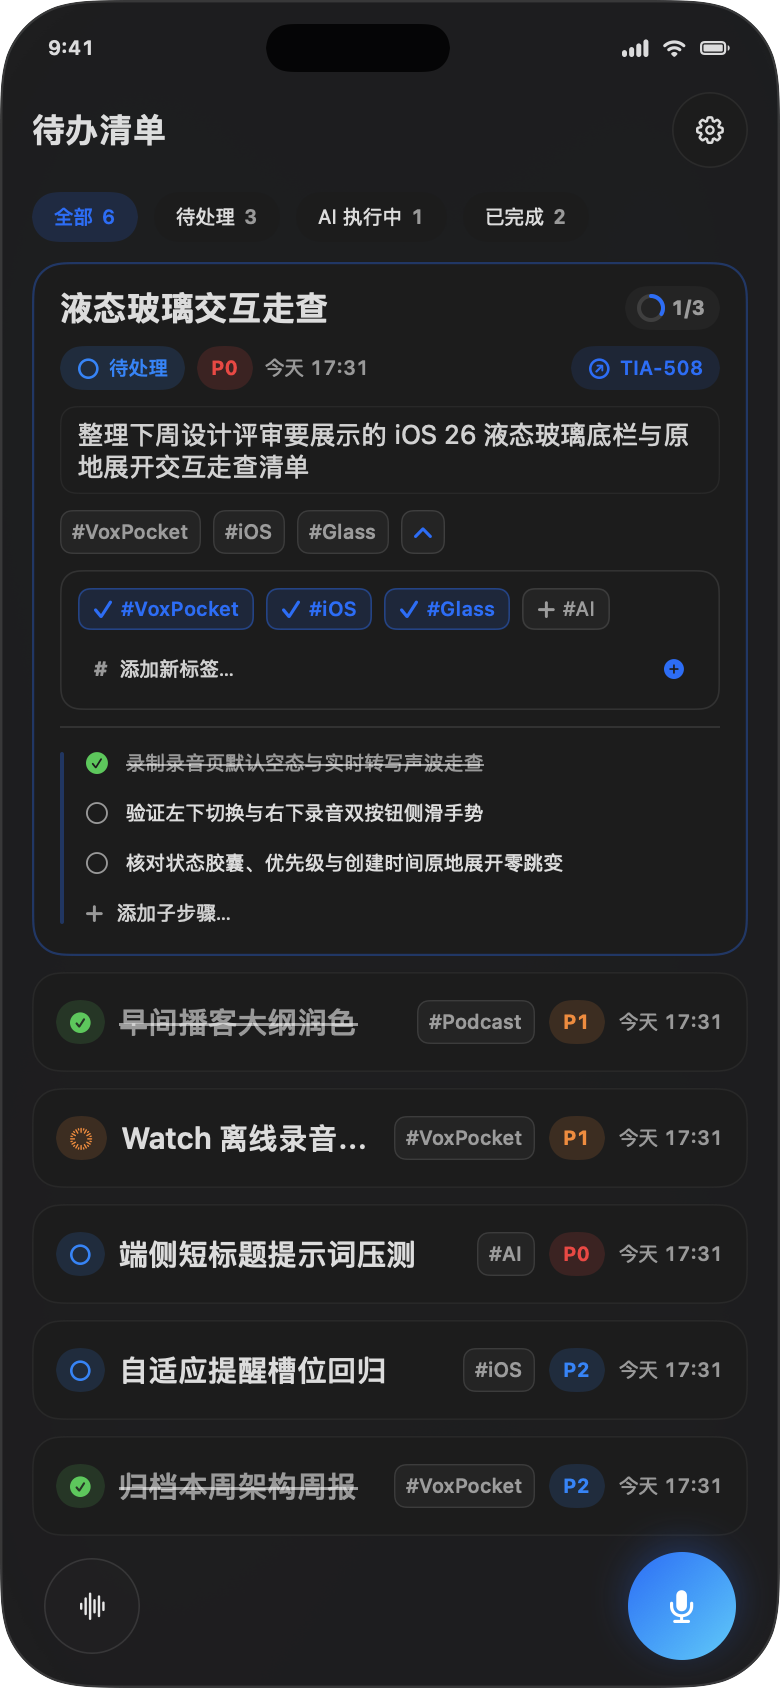 9:41
待办清单
全部 6 待处理 3 AI 执行中 1 已完成 2
液态玻璃交互走查 1/3
待处理 P0 今天 17:31 TIA-508
整理下周设计评审要展示的 iOS 26 液态玻璃底栏与原
地展开交互走查清单
#VoxPocket #iOS #Glass
#VoxPocket #iOS #Glass #AI
# 添加新标签...
录制录音页默认空态与实时转写声波走查
验证左下切换与右下录音双按钮侧滑手势
核对状态胶囊、优先级与创建时间原地展开零跳变
添加子步骤...
早间播客大纲润色 #Podcast P1 今天 17:31
Watch 离线录音... #VoxPocket P1 今天 17:31
端侧短标题提示词压测 #AI P0 今天 17:31
自适应提醒槽位回归 #iOS P2 今天 17:31
归档本周架构周报 #VoxPocket P2 今天 17:31